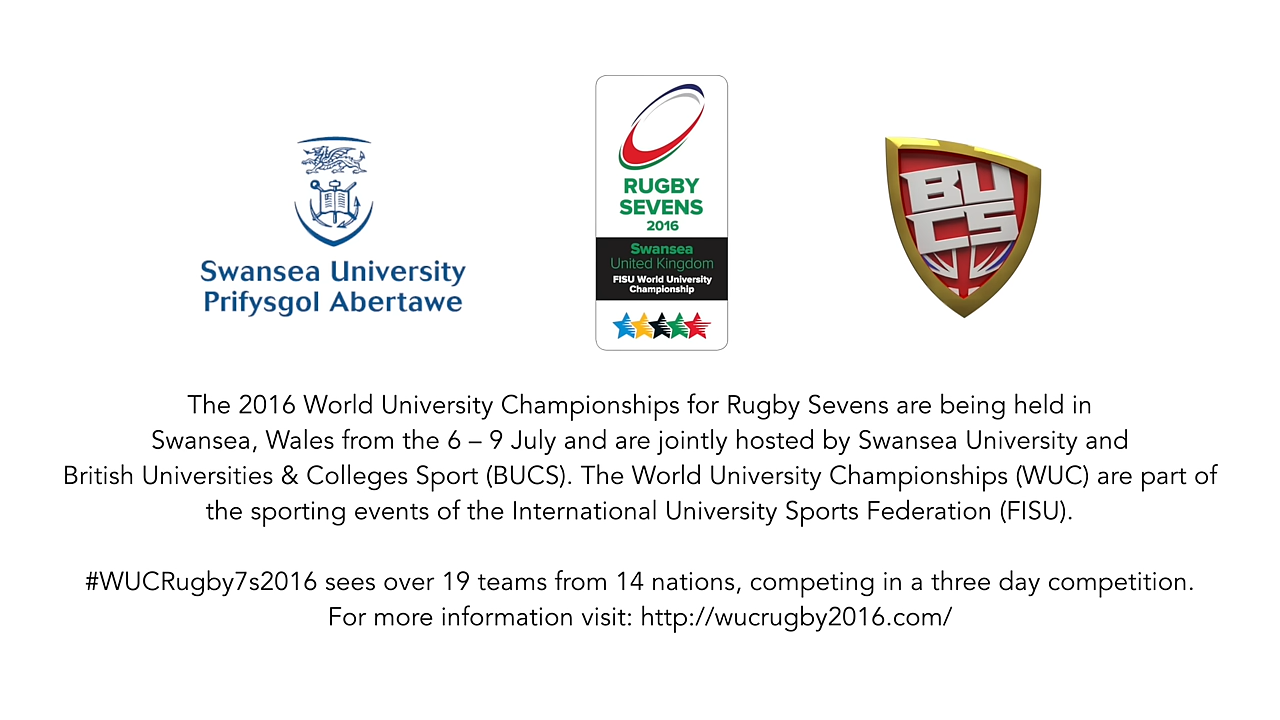 Swansea University
Prifysgol Abertawe
RUGBY
SEVENS
2016
Swansea
United Kingdom
FISU World University
Championship
BU
CS
The 2016 World University Championships for Rugby Sevens are being held in
Swansea, Wales from the 6 – 9 July and are jointly hosted by Swansea University and
British Universities & Colleges Sport (BUCS). The World University Championships (WUC) are part of
the sporting events of the International University Sports Federation (FISU).
#WUCRugby7s2016 sees over 19 teams from 14 nations, competing in a three day competition.
For more information visit: http://wucrugby2016.com/